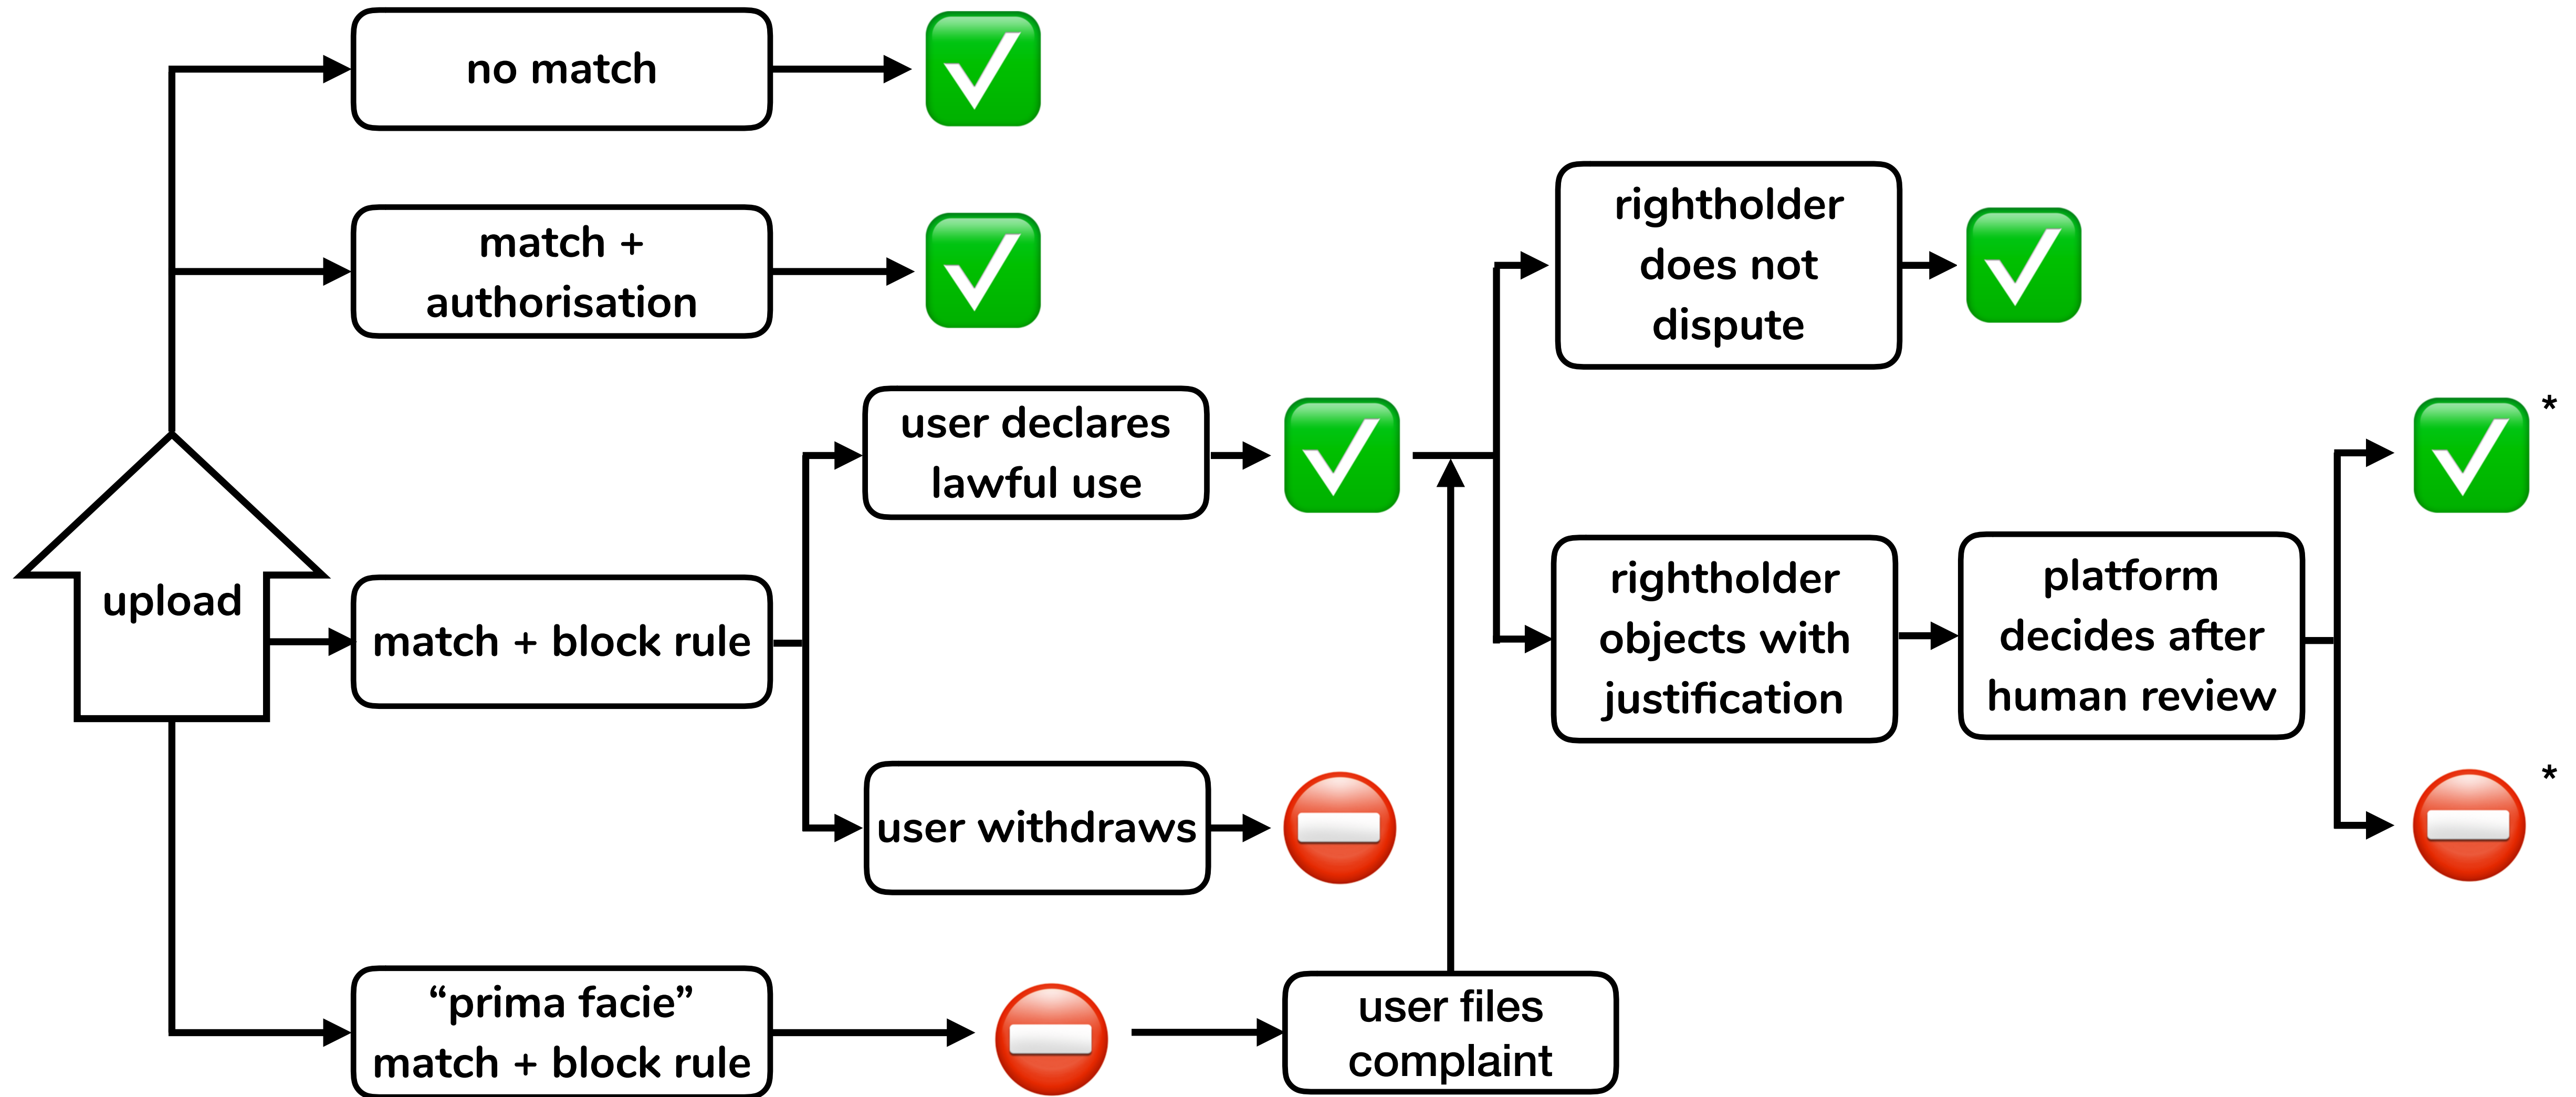 no match
match +
authorisation
rightholder
does not
dispute
*
user declares
lawful use
upload
match + block rule
rightholder
objects with
justification
platform
decides after
human review
*
user withdraws
“prima facie”
match + block rule
user files
complaint